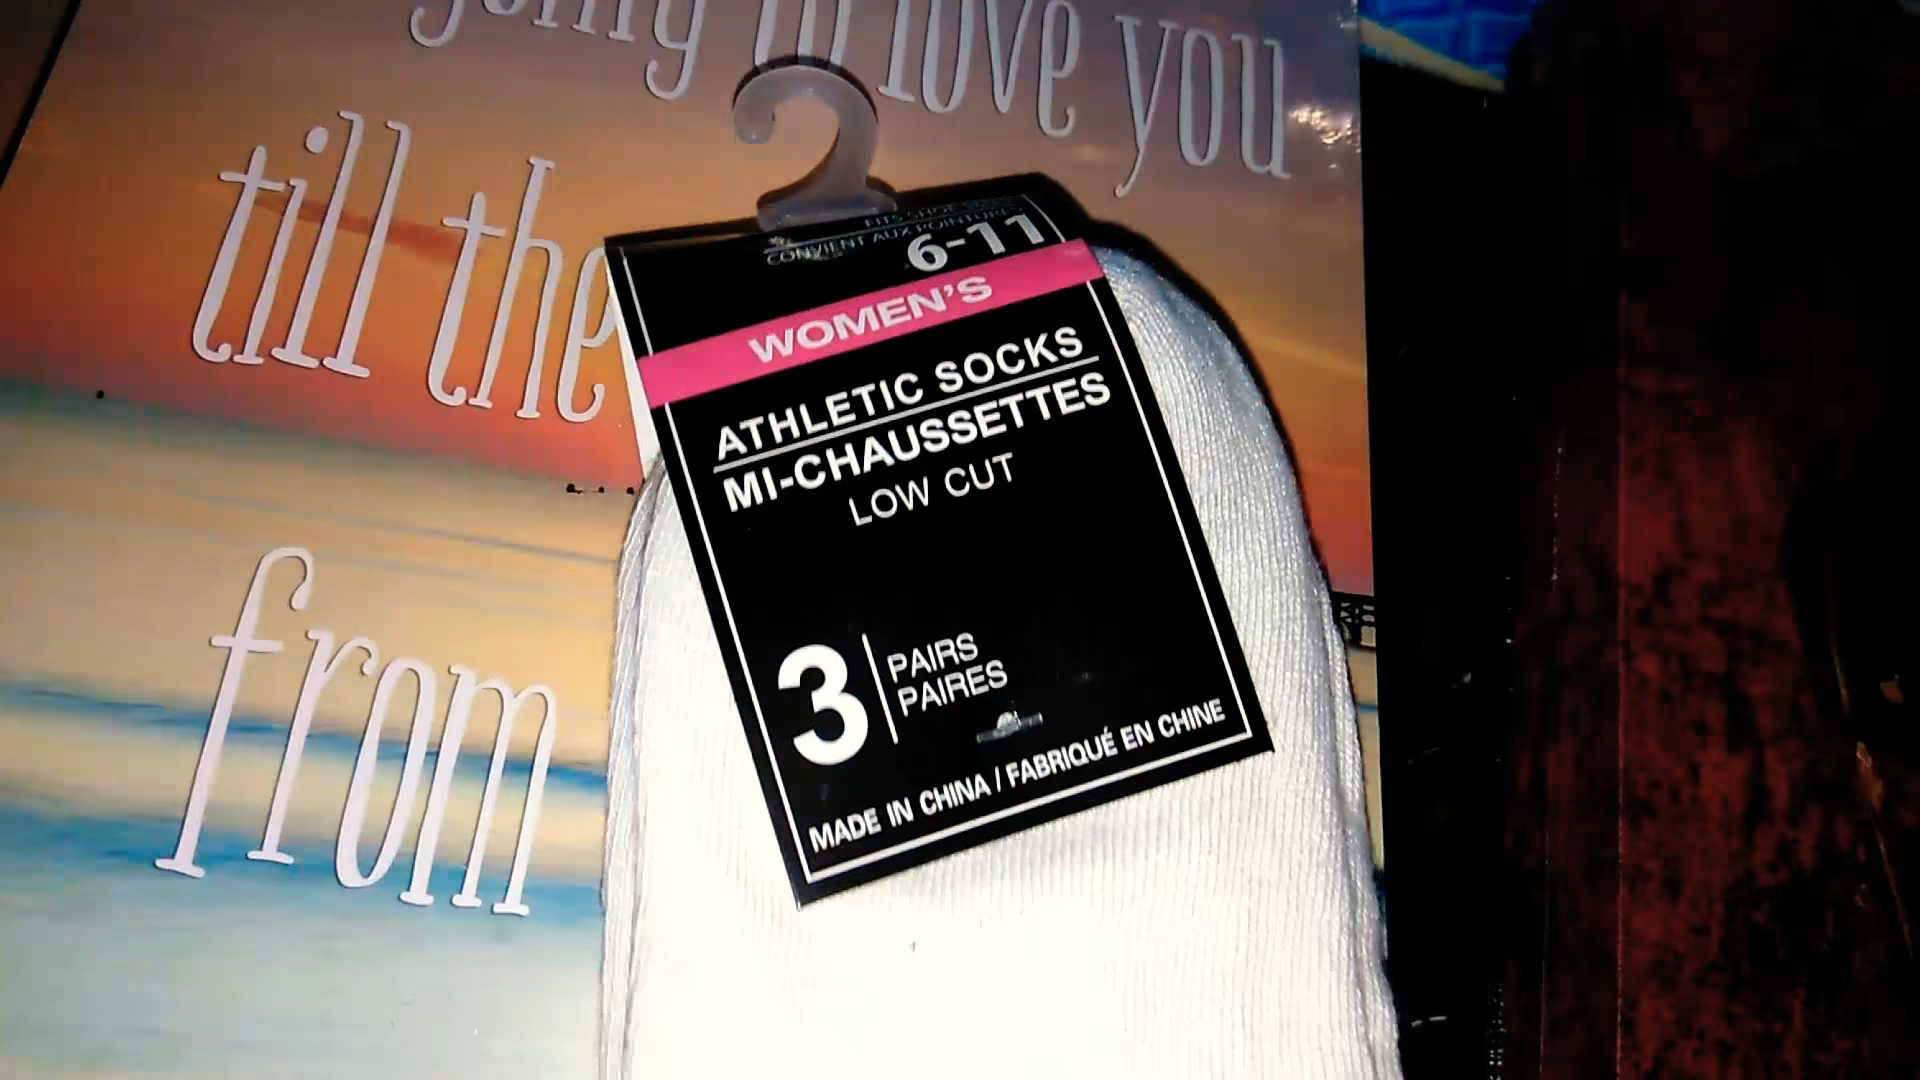 going to love you
till the
from
FITS SHOE SIZES
CONVIENT AUX POINTURES
6-11
WOMEN'S
ATHLETIC SOCKS
MI-CHAUSSETTES
LOW CUT
3
PAIRS
PAIRES
MADE IN CHINA / FABRIQUÉ EN CHINE